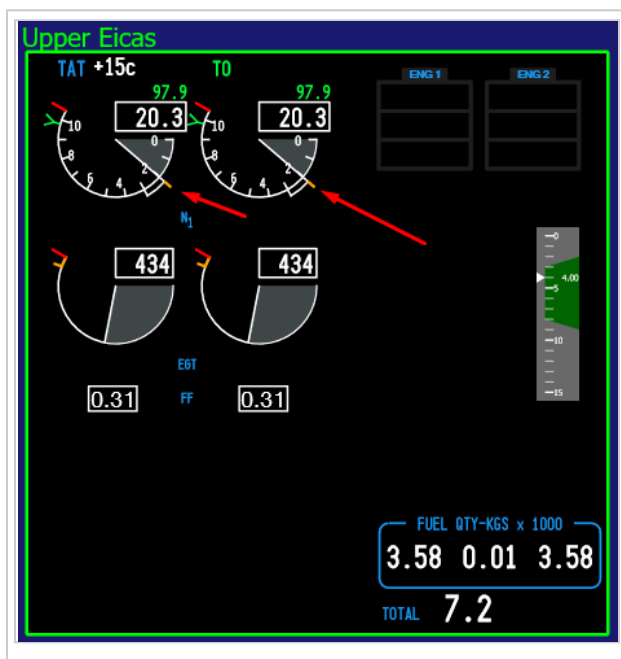 Upper Eicas
TAT +15c TO
ENG 1 ENG 2
97.9 97.9
20.3 20.3
10 8 6 4 2 0
10 8 6 4 2 0
N1
434 434
0
4.00
5
10
15
EGT
0.31 FF 0.31
FUEL QTY-KGS x 1000
3.58 0.01 3.58
TOTAL 7.2